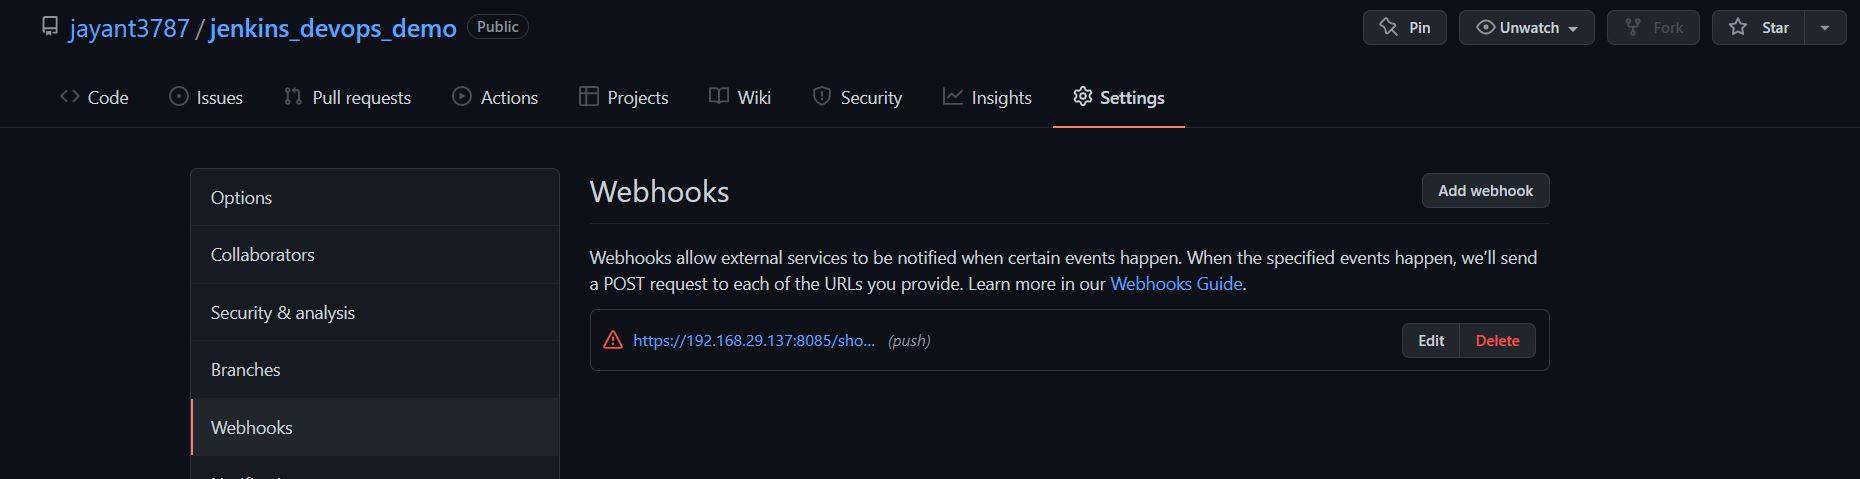 jayant3787 / jenkins_devops_demo Public Pin Unwatch Fork Star
Code Issues Pull requests Actions Projects Wiki Security Insights Settings
Options
Collaborators
Security & analysis
Branches
Webhooks
Webhooks Add webhook
Webhooks allow external services to be notified when certain events happen. When the specified events happen, we'll send
a POST request to each of the URLs you provide. Learn more in our Webhooks Guide.
https://192.168.29.137:8085/sho... (push) Edit Delete